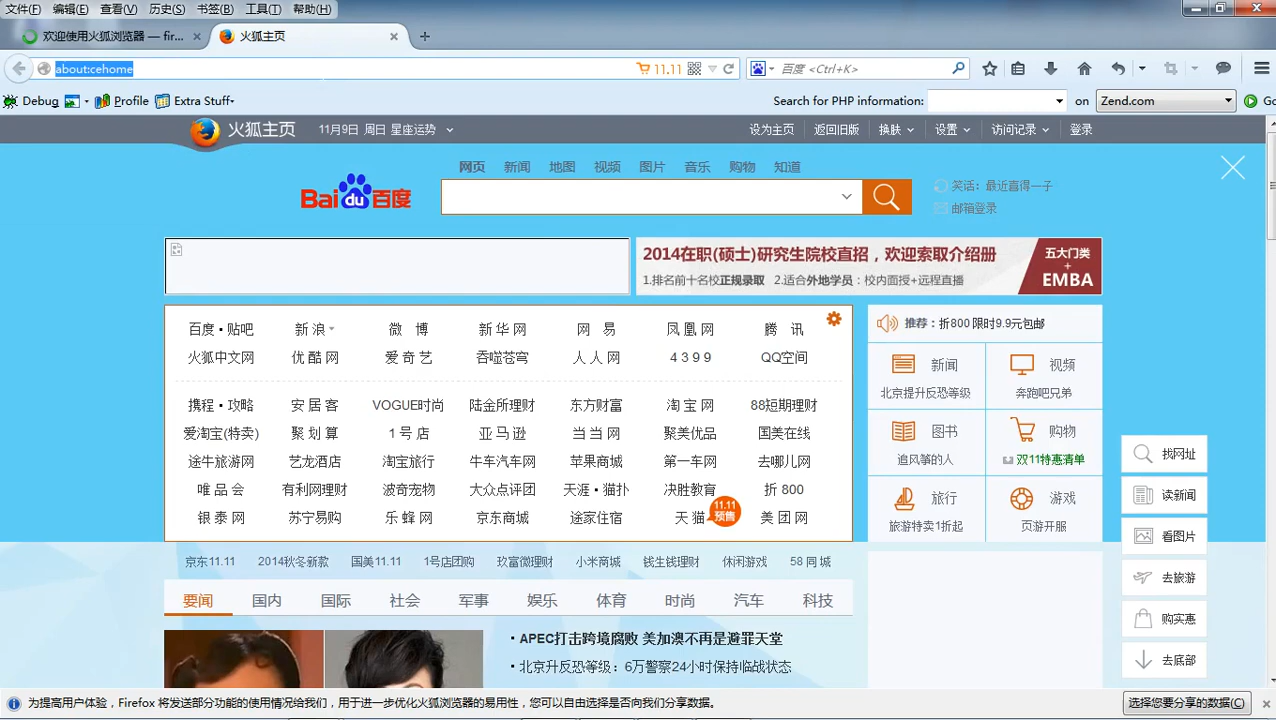 文件(F) 编辑(E) 查看(V) 历史(S) 书签(B) 工具(T) 帮助(H)
欢迎使用火狐浏览器 — fir... 火狐主页
about:cehome 11.11 百度 <Ctrl+K>
Debug Profile Extra Stuff Search for PHP information: on Zend.com Go
火狐主页 11月9日 周日 星座运势 设为主页 返回旧版 换肤 设置 访问记录 登录
网页 新闻 地图 视频 图片 音乐 购物 知道
Bai du 百度
笑话：最近喜得一子
邮箱登录
2014在职(硕士)研究生院校直招，欢迎索取介绍册
1.排名前十名校正规录取 2.适合外地学员：校内面授+远程直播
五大门类
+
EMBA
百度 • 贴吧 新 浪 微 博 新 华 网 网 易 凤 凰 网 腾 讯
火狐中文网 优 酷 网 爱 奇 艺 吞噬苍穹 人 人 网 4 3 9 9 QQ空间
携程 • 攻略 安 居 客 VOGUE时尚 陆金所理财 东方财富 淘 宝 网 88短期理财
爱淘宝(特卖) 聚 划 算 1 号 店 亚 马 逊 当 当 网 聚美优品 国美在线
途牛旅游网 艺龙酒店 淘宝旅行 牛车汽车网 苹果商城 第一车网 去哪儿网
唯 品 会 有利网理财 波奇宠物 大众点评团 天涯 • 猫扑 决胜教育 折 800
银 泰 网 苏宁易购 乐 蜂 网 京东商城 途家住宿 天 猫 11.11 预售 美 团 网
推荐：折800 限时9.9元包邮
新闻 视频
北京提升反恐等级 奔跑吧兄弟
图书 购物
追风筝的人 双11特惠清单
旅行 游戏
旅游特卖1折起 页游开服
找网址
读新闻
看图片
去旅游
购实惠
去底部
京东11.11 2014秋冬新款 国美11.11 1号店团购 玖富微理财 小米商城 钱生钱理财 休闲游戏 58 同 城
要闻 国内 国际 社会 军事 娱乐 体育 时尚 汽车 科技
• APEC打击跨境腐败 美加澳不再是避罪天堂
• 北京升反恐等级：6万警察24小时保持临战状态
为提高用户体验，Firefox 将发送部分功能的使用情况给我们，用于进一步优化火狐浏览器的易用性，您可以自由选择是否向我们分享数据。 选择您要分享的数据(C)